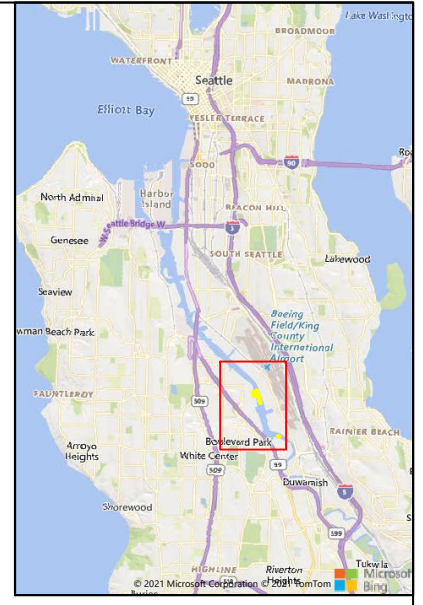 Lake Washingto
BROADMOOR
WATERFRONT
Seattle
MADRONA
99
Elliott Bay
YESLER TERRACE
SODO
90
North Admiral
Harbor
Island
BEACON HILL
W Seattle Bridge W
5
Genesee
SOUTH SEATTLE
Lakewood
Seaview
Boeing
Field/King
County
International
Airport
wman Beach Park
FAUNTLEROY
509
RAINIER BEACH
Arroyo
Heights
Boulevard Park
White Center
509
99
Duwamish
5
Shorewood
599
Tukwila
HIGHLINE
Riverton
Heights
Microsoft
Bing
© 2021 Microsoft Corporation © 2021 TomTom